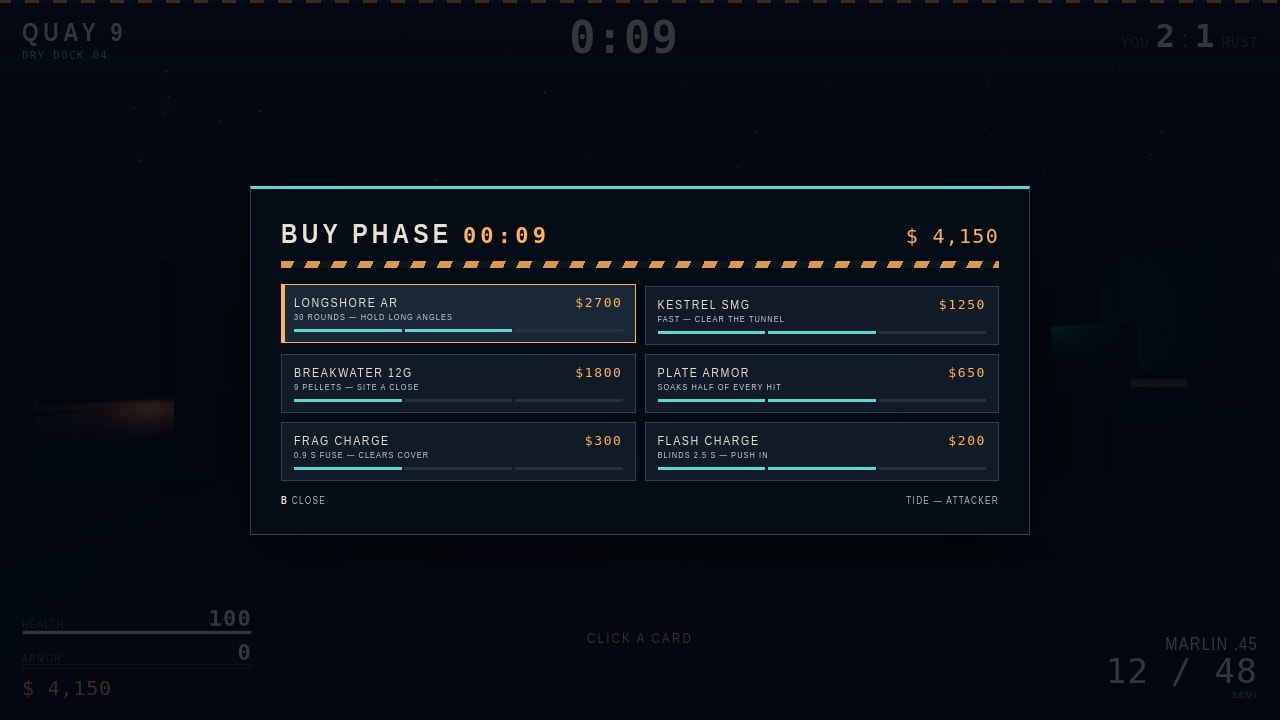 QUAY 9
DRY DOCK 04
0:09
YOU 2 : 1 RUST
BUY PHASE 00:09
$ 4,150
LONGSHORE AR $2700
30 ROUNDS — HOLD LONG ANGLES
KESTREL SMG $1250
FAST — CLEAR THE TUNNEL
BREAKWATER 12G $1800
9 PELLETS — SITE A CLOSE
PLATE ARMOR $650
SOAKS HALF OF EVERY HIT
FRAG CHARGE $300
0.9 S FUSE — CLEARS COVER
FLASH CHARGE $200
BLINDS 2.5 S — PUSH IN
B CLOSE
TIDE — ATTACKER
HEALTH 100
ARMOR 0
$ 4,150
CLICK A CARD
MARLIN .45
12 / 48
SEMI